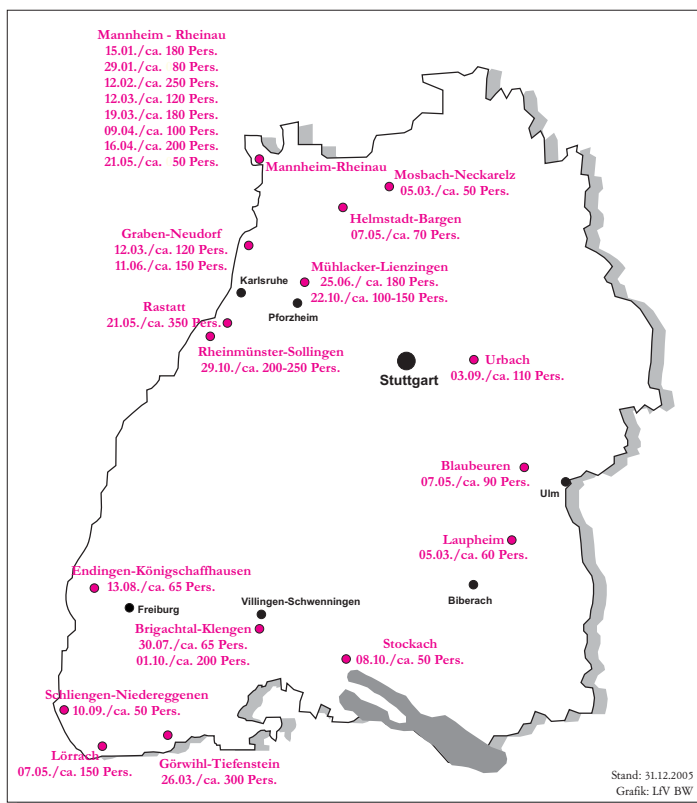 Mannheim - Rheinau
15.01./ca. 180 Pers.
29.01./ca. 80 Pers.
12.02./ca. 250 Pers.
12.03./ca. 120 Pers.
19.03./ca. 180 Pers.
09.04./ca. 100 Pers.
16.04./ca. 200 Pers.
21.05./ca. 50 Pers.
Mannheim-Rheinau
Mosbach-Neckarelz
05.03./ca. 50 Pers.
Helmstadt-Bargen
07.05./ca. 70 Pers.
Graben-Neudorf
12.03./ca. 120 Pers.
11.06./ca. 150 Pers.
Karlsruhe
Mühlacker-Lienzingen
25.06./ ca. 180 Pers.
22.10./ca. 100-150 Pers.
Pforzheim
Rastatt
21.05./ca. 350 Pers.
Rheinmünster-Sollingen
29.10./ca. 200-250 Pers.
Stuttgart
Urbach
03.09./ca. 110 Pers.
Blaubeuren
07.05./ca. 90 Pers.
Ulm
Laupheim
05.03./ca. 60 Pers.
Endingen-Königschaffhausen
13.08./ca. 65 Pers.
Freiburg
Villingen-Schwenningen
Biberach
Brigachtal-Klengen
30.07./ca. 65 Pers.
01.10./ca. 200 Pers.
Stockach
08.10./ca. 50 Pers.
Schliengen-Niedereggenen
10.09./ca. 50 Pers.
Lörrach
07.05./ca. 150 Pers.
Görwihl-Tiefenstein
26.03./ca. 300 Pers.
Stand: 31.12.2005
Grafik: LfV BW